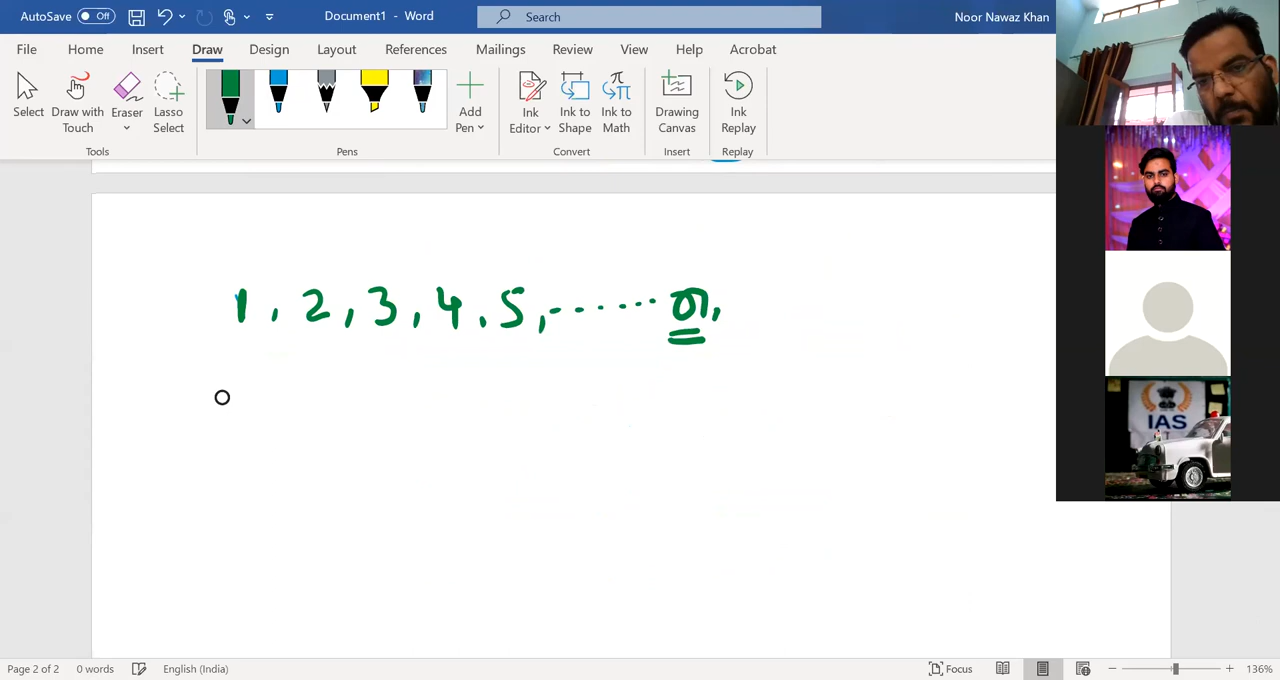 AutoSave Off Document1 - Word Search Noor Nawaz Khan
File Home Insert Draw Design Layout References Mailings Review View Help Acrobat
Select Draw with Touch Eraser Lasso Select Add Pen Ink Editor Ink to Shape Ink to Math Drawing Canvas Ink Replay
Tools Pens Convert Insert Replay
1, 2, 3, 4, 5, ......
IAS
Page 2 of 2 0 words English (India) Focus 136%